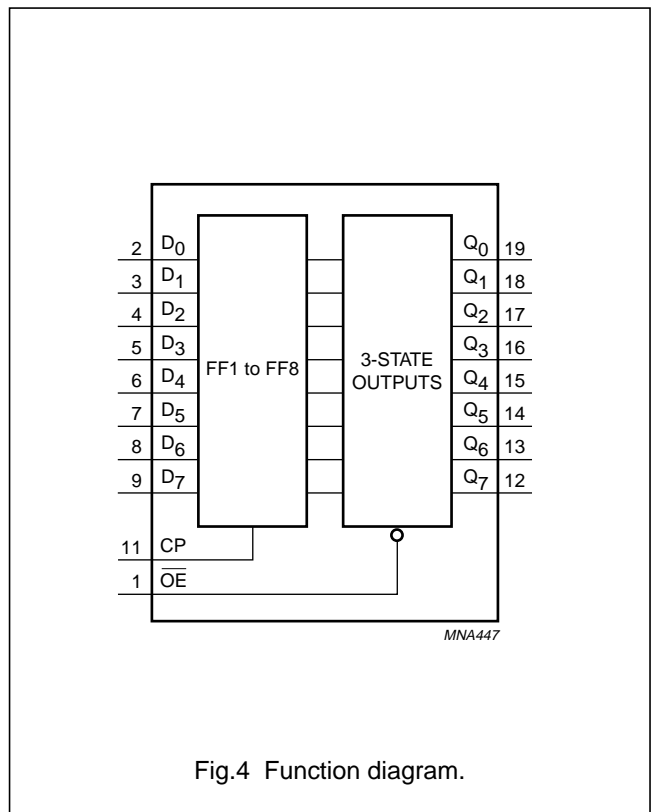 2 D0 Q0 19
3 D1 Q1 18
4 D2 Q2 17
5 D3 Q3 16
6 D4 Q4 15
7 D5 Q5 14
8 D6 Q6 13
9 D7 Q7 12
FF1 to FF8
3-STATE
OUTPUTS
11 CP
1 O̅E̅
MNA447
Fig.4 Function diagram.